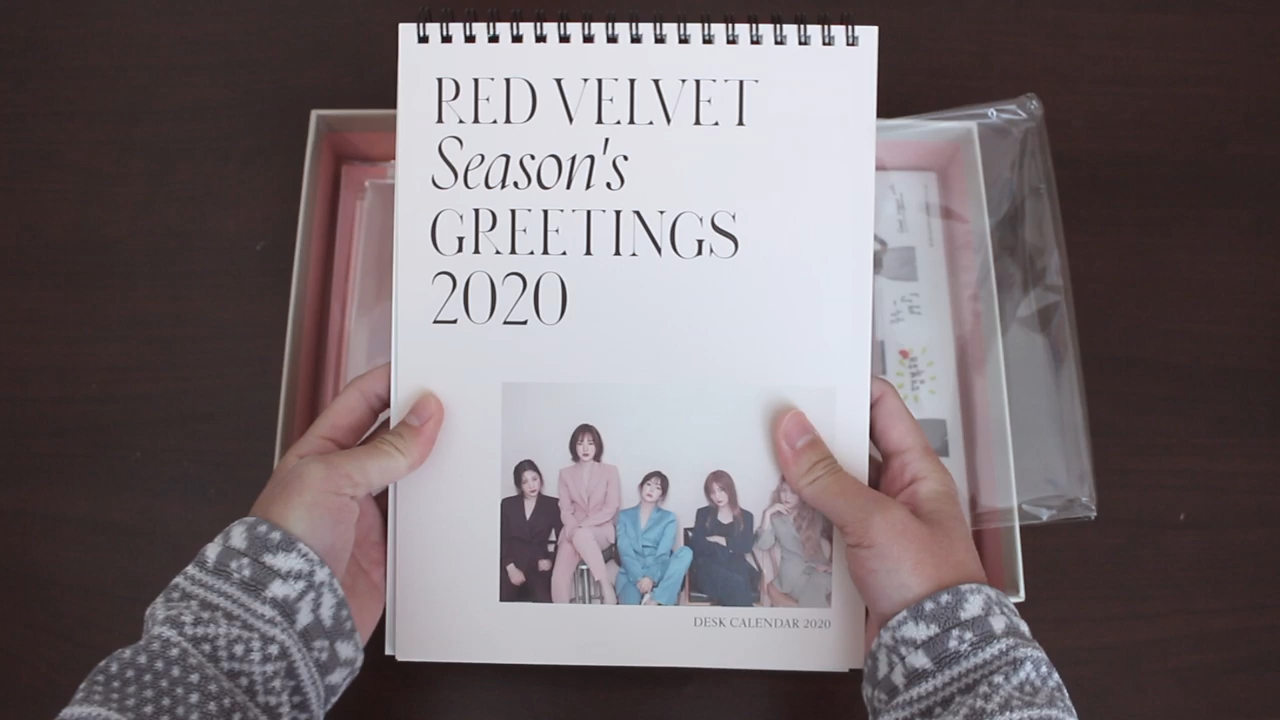 RED VELVET
Season's
GREETINGS
2020
DESK CALENDAR 2020